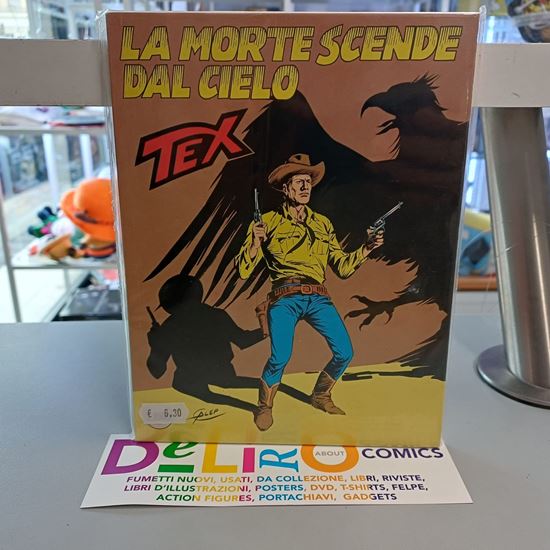 LA MORTE SCENDE
DAL CIELO
TEX
€ 6,30
GALEP
DeLIRO ABOUT COMICS
FUMETTI NUOVI, USATI, DA COLLEZIONE, LIBRI, RIVISTE,
LIBRI D'ILLUSTRAZIONI, POSTERS, DVD, T-SHIRTS, FELPE,
ACTION FIGURES, PORTACHIAVI, GADGETS